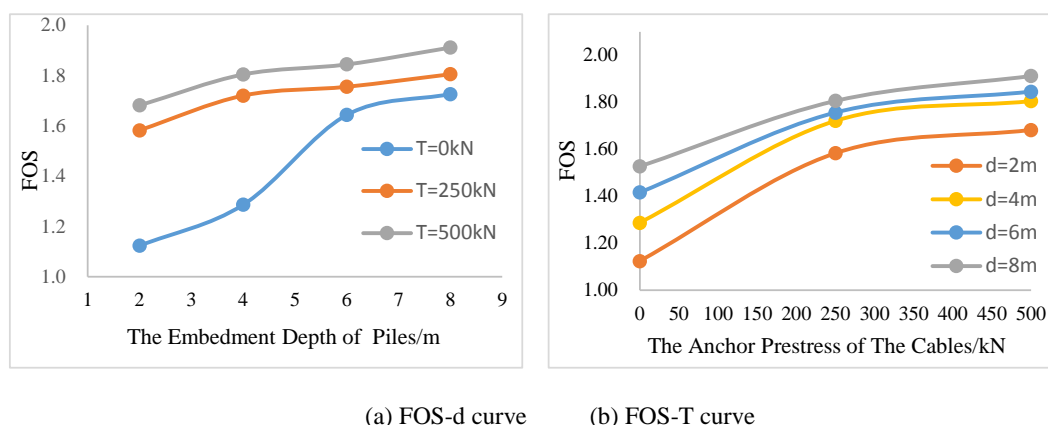 2.0
1.8
1.6
1.4
1.2
1.0
FOS
T=0kN
T=250kN
T=500kN
1 2 3 4 5 6 7 8 9
The Embedment Depth of Piles/m
2.00
1.80
1.60
1.40
1.20
1.00
FOS
d=2m
d=4m
d=6m
d=8m
0 50 100 150 200 250 300 350 400 450 500
The Anchor Prestress of The Cables/kN
(a) FOS-d curve (b) FOS-T curve